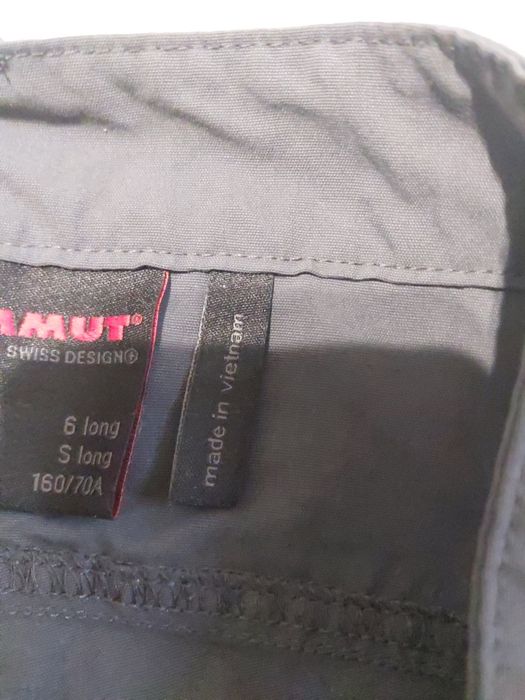 AMUT®
SWISS DESIGN⊕
6 long
S long
160/70A
made in vietnam